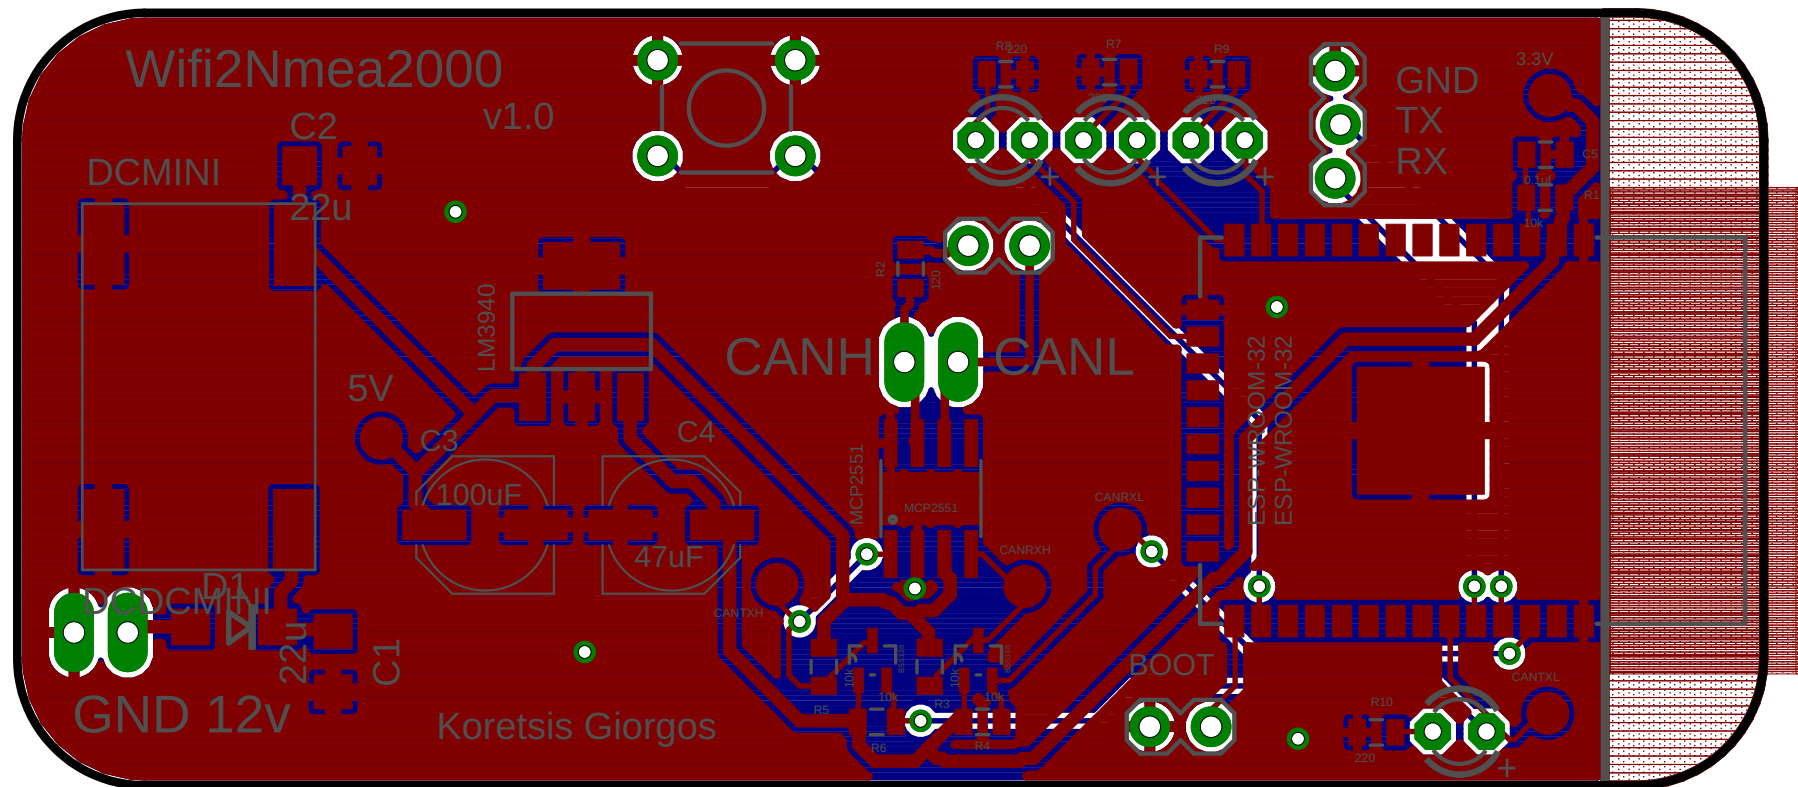 Wifi2Nmea2000
v1.0
R8
220
R7
R9
GND
TX
RX
3.3V
C2
DCMINI
22u
C5
0.1uf
R1
10k
R2
120
LM3940
CANH
CANL
5V
C3
C4
100uF
47uF
MCP2551
MCP2551
ESP-WROOM-32
ESP-WROOM-32
CANRXL
CANRXH
CANTXH
D1
DCDCMINI
22u
C1
GND 12v
Koretsis Giorgos
10k
10k
BSS138
BSS138
10k
10k
R5
R3
R6
R4
BOOT
CANTXL
R10
220